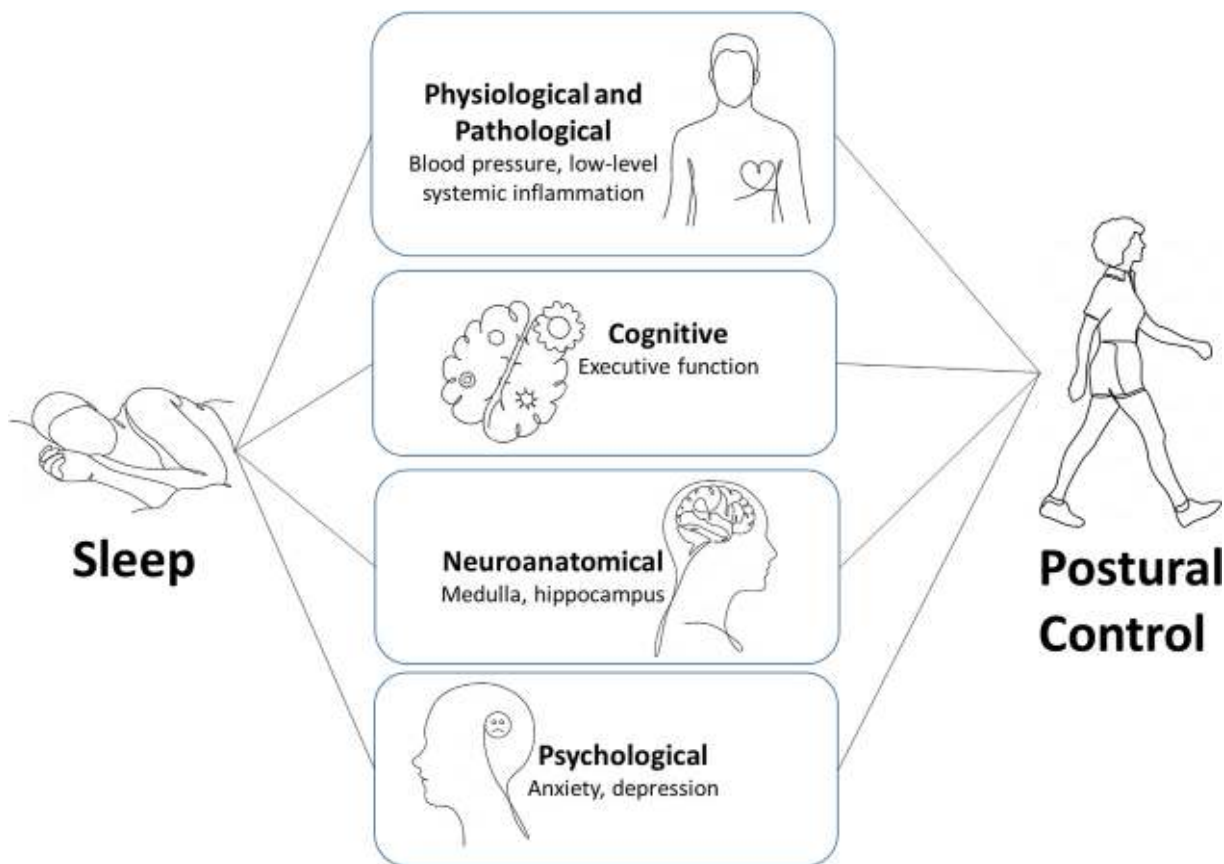 Physiological and
Pathological
Blood pressure, low-level
systemic inflammation
Cognitive
Executive function
Sleep
Neuroanatomical
Medulla, hippocampus
Postural
Control
Psychological
Anxiety, depression